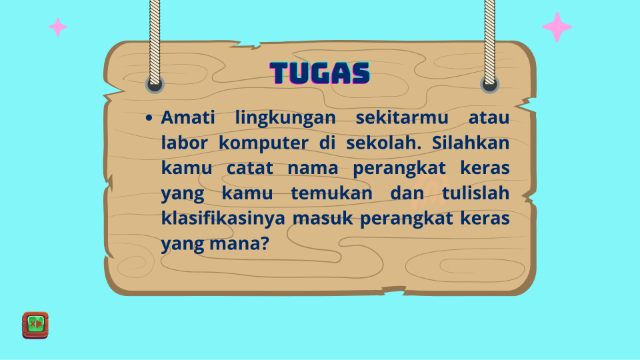 TUGAS
• Amati lingkungan sekitarmu atau
labor komputer di sekolah. Silahkan
kamu catat nama perangkat keras
yang kamu temukan dan tulislah
klasifikasinya masuk perangkat keras
yang mana?